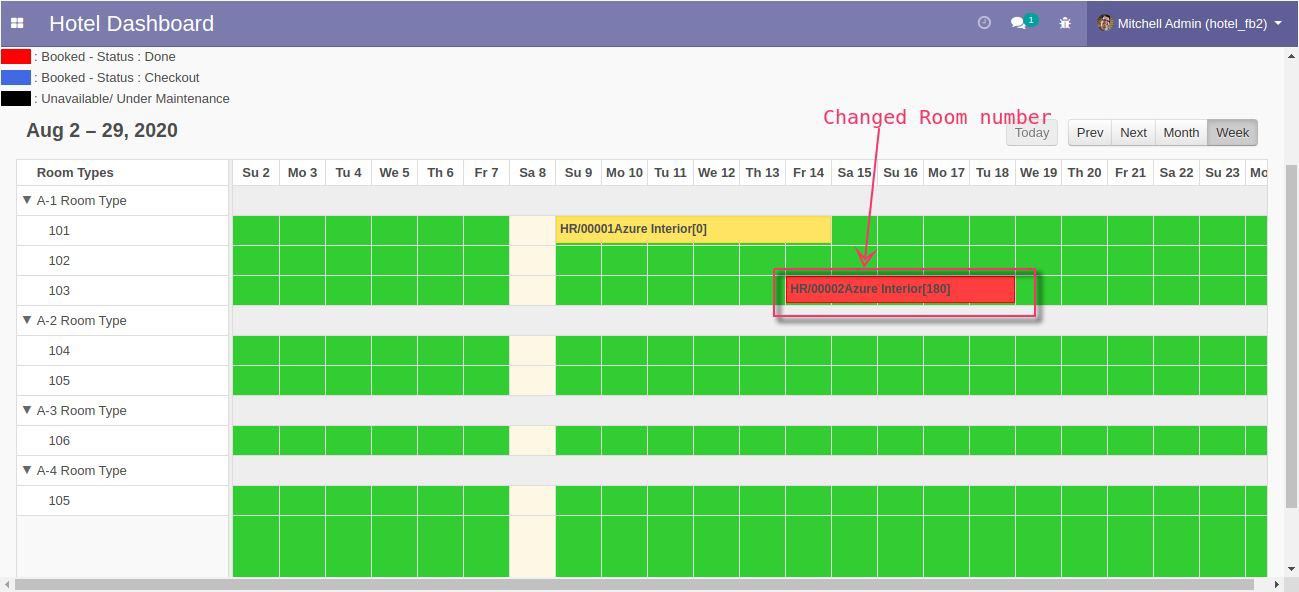 Hotel Dashboard
1
Mitchell Admin (hotel_fb2)
: Booked - Status : Done
: Booked - Status : Checkout
: Unavailable/ Under Maintenance
Changed Room number
Aug 2 – 29, 2020
Today Prev Next Month Week
Room Types Su 2 Mo 3 Tu 4 We 5 Th 6 Fr 7 Sa 8 Su 9 Mo 10 Tu 11 We 12 Th 13 Fr 14 Sa 15 Su 16 Mo 17 Tu 18 We 19 Th 20 Fr 21 Sa 22 Su 23 Mo
A-1 Room Type
101 HR/00001Azure Interior[0]
102
103 HR/00002Azure Interior[180]
A-2 Room Type
104
105
A-3 Room Type
106
A-4 Room Type
105